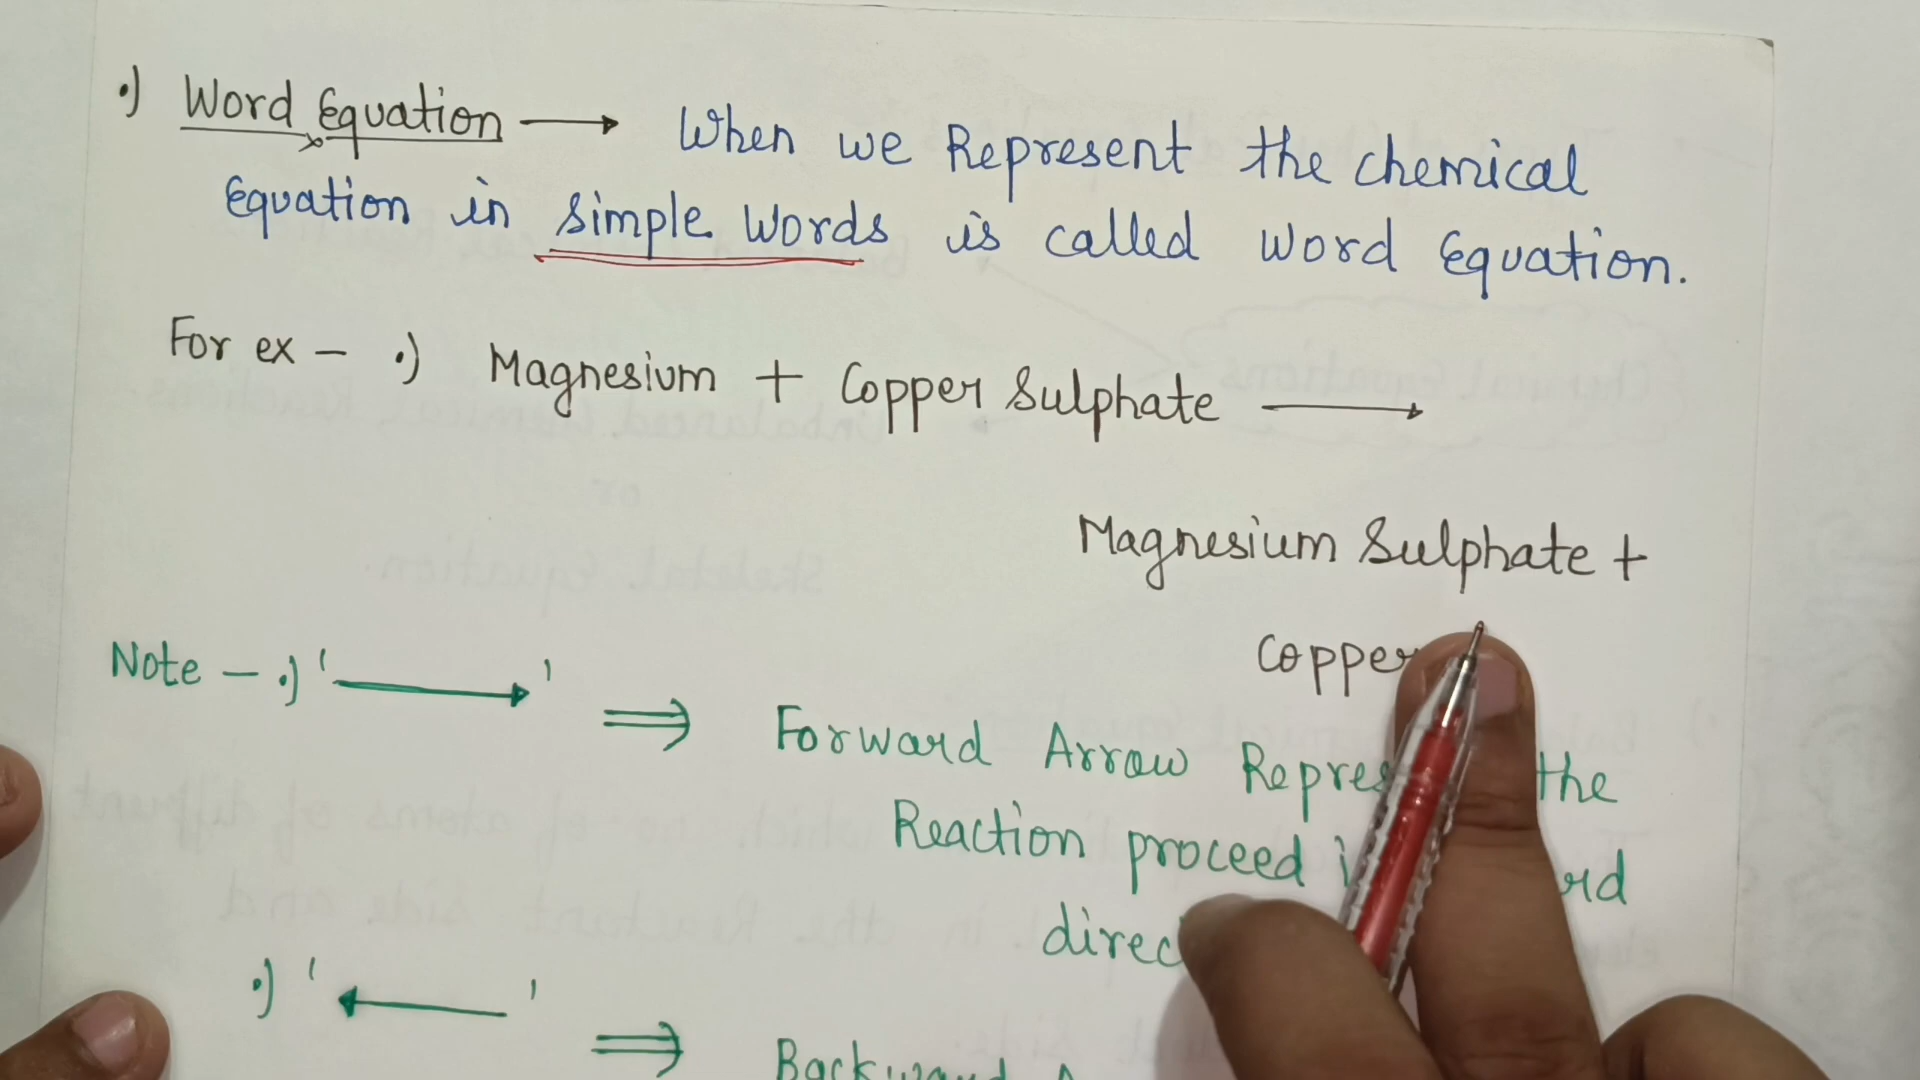 •) Word Equation → When we Represent the chemical
Equation in simple words is called word Equation.
For ex – •) Magnesium + Copper Sulphate →
Magnesium Sulphate +
Copper
Note – •) ' → ' ⇒ Forward Arrow the
Reaction proceed
•) ' ← ' ⇒ Backward